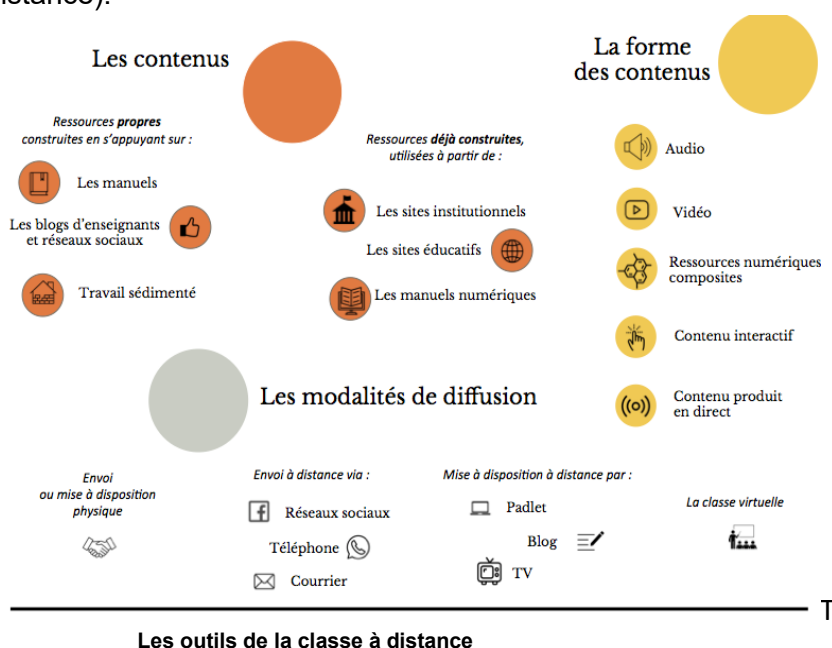 istance).
Les contenus
Ressources propres
construites en s'appuyant sur :
Les manuels
Les blogs d'enseignants
et réseaux sociaux
Travail sédimenté
Ressources déjà construites,
utilisées à partir de :
Les sites institutionnels
Les sites éducatifs
Les manuels numériques
La forme
des contenus
Audio
Vidéo
Ressources numériques
composites
Contenu interactif
Contenu produit
en direct
Les modalités de diffusion
Envoi
ou mise à disposition
physique
Envoi à distance via :
Réseaux sociaux
Téléphone
Courrier
Mise à disposition à distance par :
Padlet
Blog
TV
La classe virtuelle
T
Les outils de la classe à distance